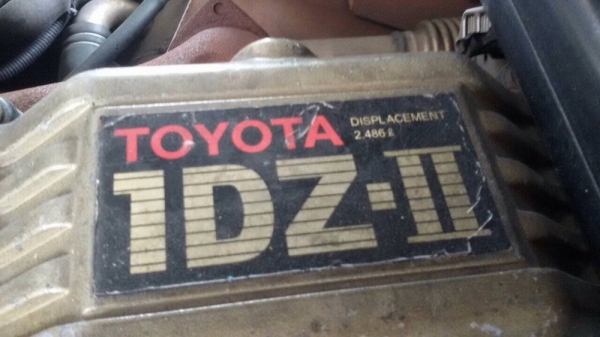 TOYOTA
DISPLACEMENT
2.486 ℓ
1DZ-II